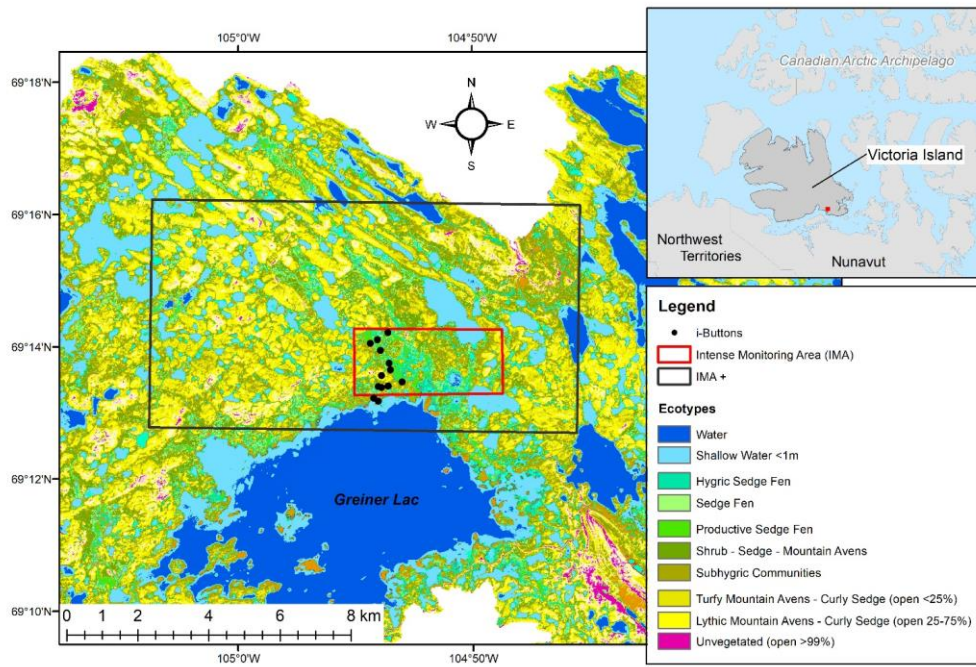 105°0'W
104°50'W
69°18'N
69°16'N
69°14'N
69°12'N
69°10'N
N
W
E
S
Greiner Lac
0 2 4 6 8 km
105°0'W
104°50'W
Canadian Arctic Archipelago
Victoria Island
Northwest
Territories
Nunavut
Legend
i-Buttons
Intense Monitoring Area (IMA)
IMA +
Ecotypes
Water
Shallow Water <1m
Hygric Sedge Fen
Sedge Fen
Productive Sedge Fen
Shrub - Sedge - Mountain Avens
Subhygric Communities
Turfy Mountain Avens - Curly Sedge (open <25%)
Lythic Mountain Avens - Curly Sedge (open 25-75%)
Unvegetated (open >99%)